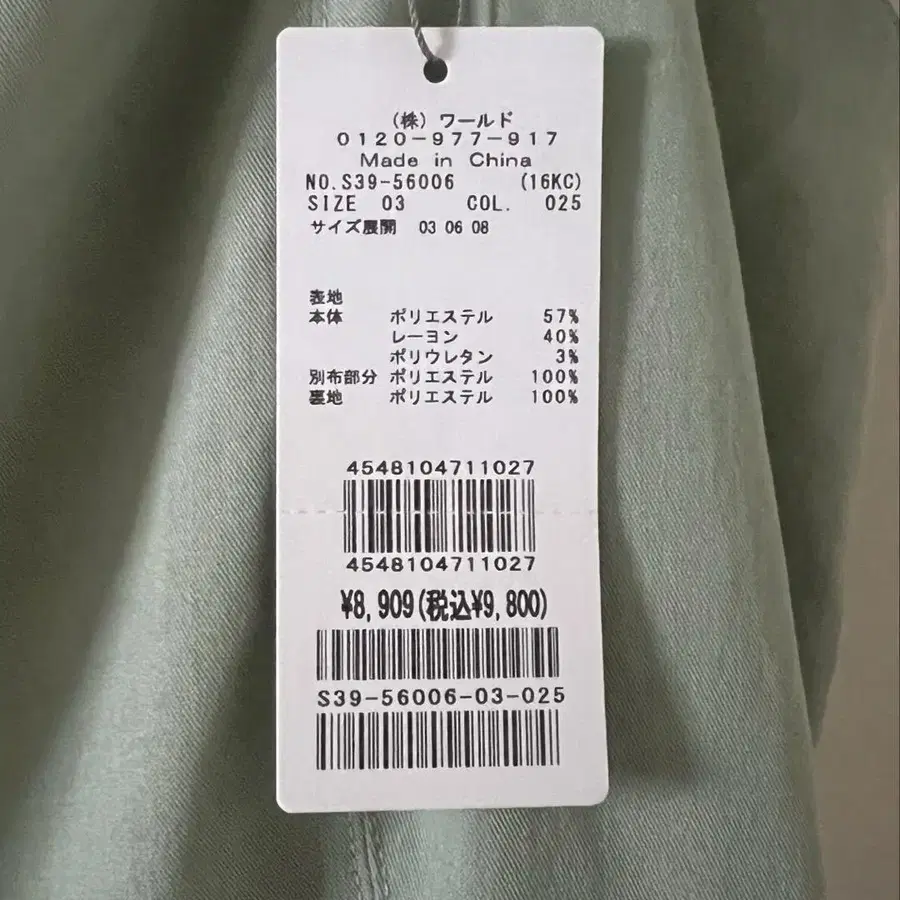 (株)ワールド
0120-977-917
Made in China
NO.S39-56006 (16KC)
SIZE 03 COL. 025
サイズ展開 03 06 08
表地
本体 ポリエステル 57%
レーヨン 40%
ポリウレタン 3%
別布部分 ポリエステル 100%
裏地 ポリエステル 100%
4548104711027
4548104711027
¥8,909(税込¥9,800)
S39-56006-03-025